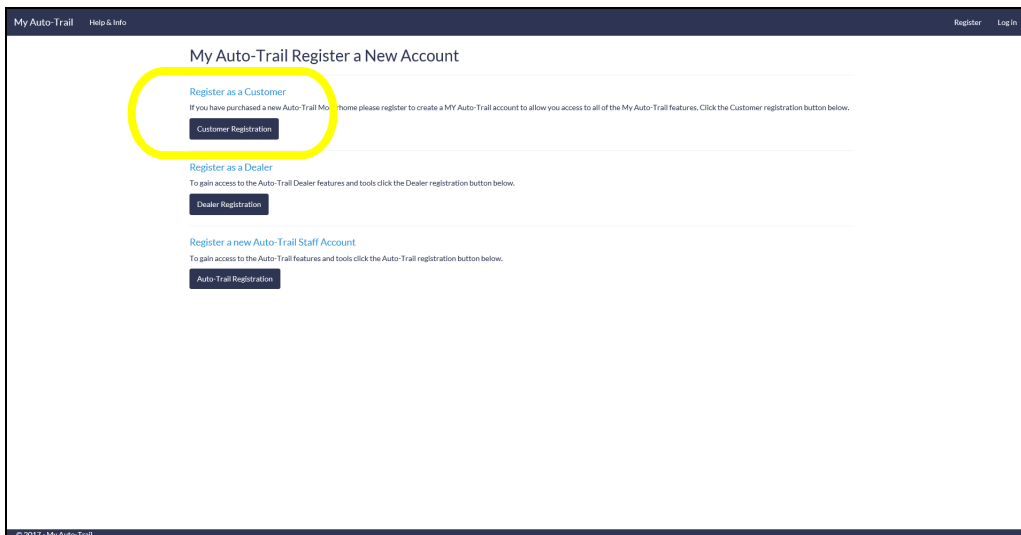 My Auto-Trail Help & Info Register Log in
My Auto-Trail Register a New Account
Register as a Customer
If you have purchased a new Auto-Trail Motorhome please register to create a MY Auto-Trail account to allow you access to all of the My Auto-Trail features. Click the Customer registration button below.
Customer Registration
Register as a Dealer
To gain access to the Auto-Trail Dealer features and tools click the Dealer registration button below.
Dealer Registration
Register a new Auto-Trail Staff Account
To gain access to the Auto-Trail features and tools click the Auto-Trail registration button below.
Auto-Trail Registration
© 2017 - My Auto-Trail